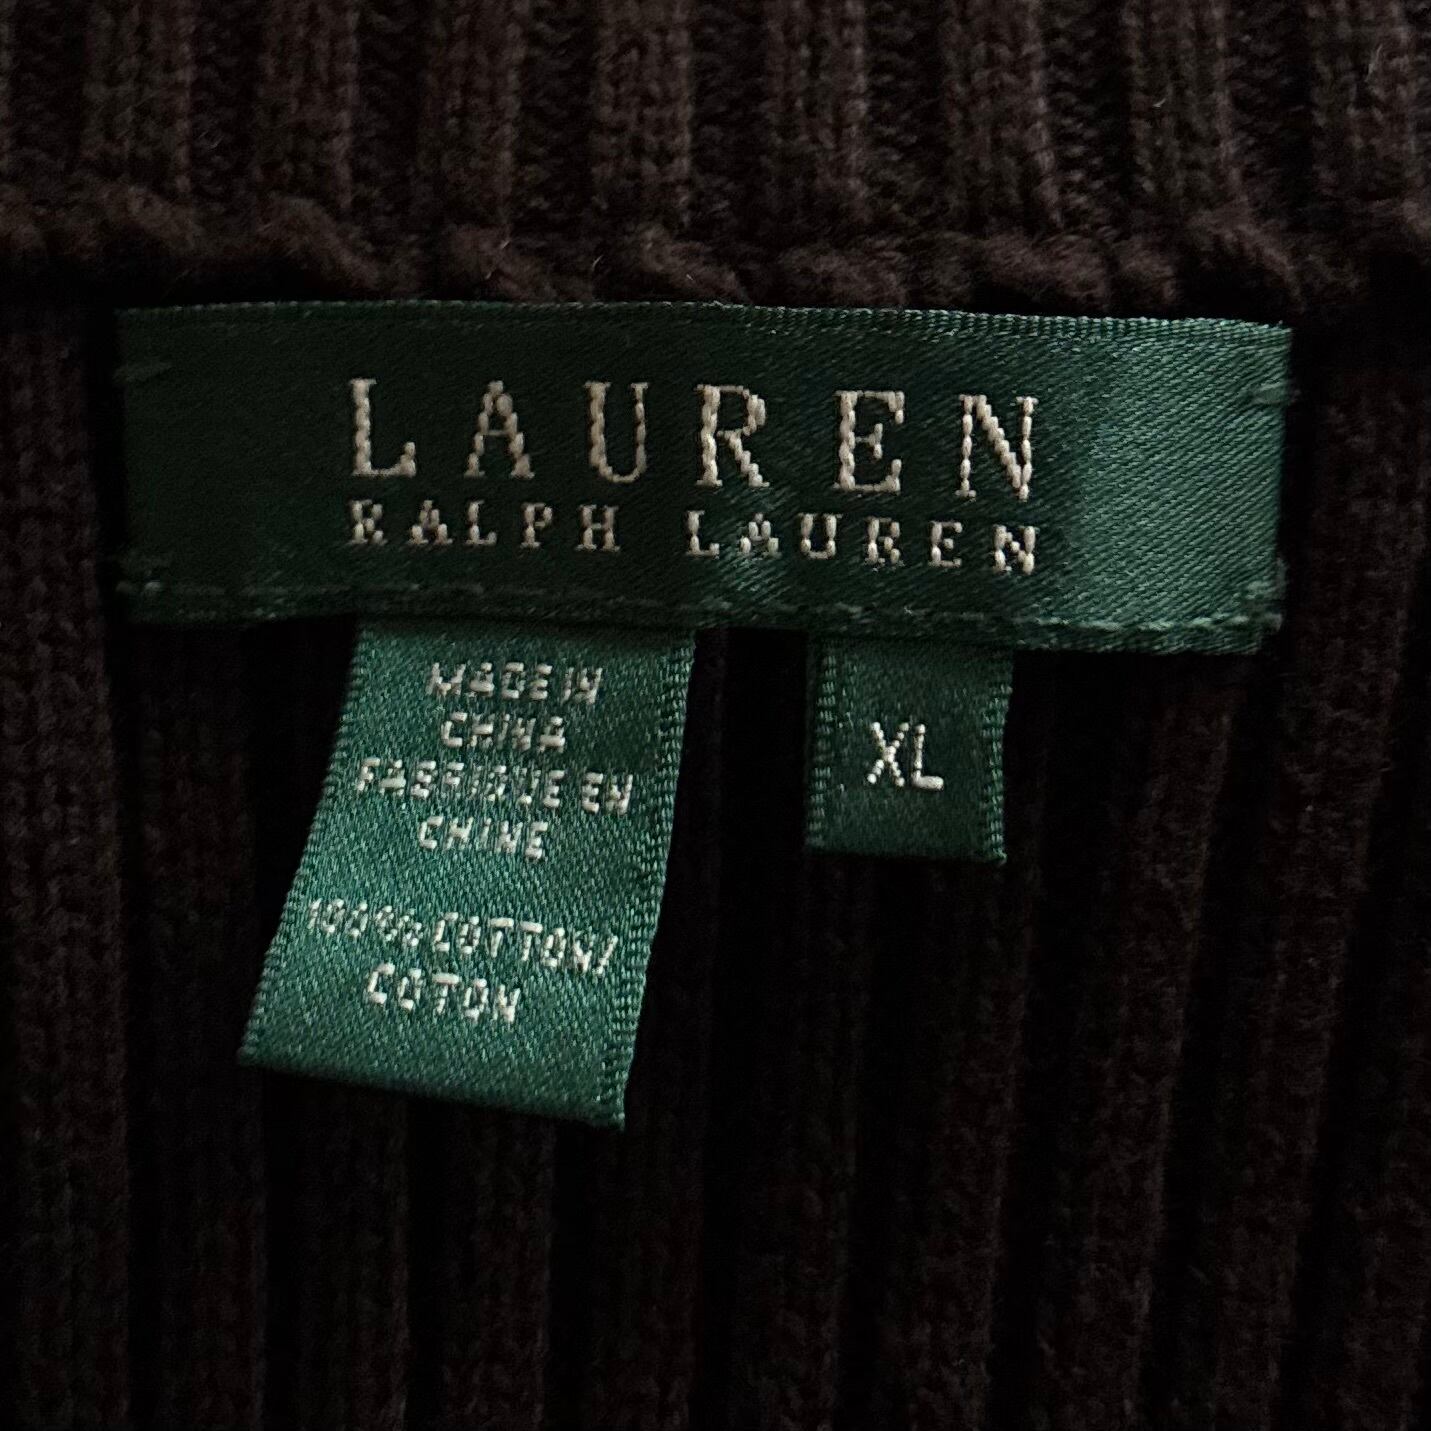 LAUREN
RALPH LAUREN
MADE IN
CHINA
FABRIQUE EN
CHINE
100% COTTON/
COTON
XL